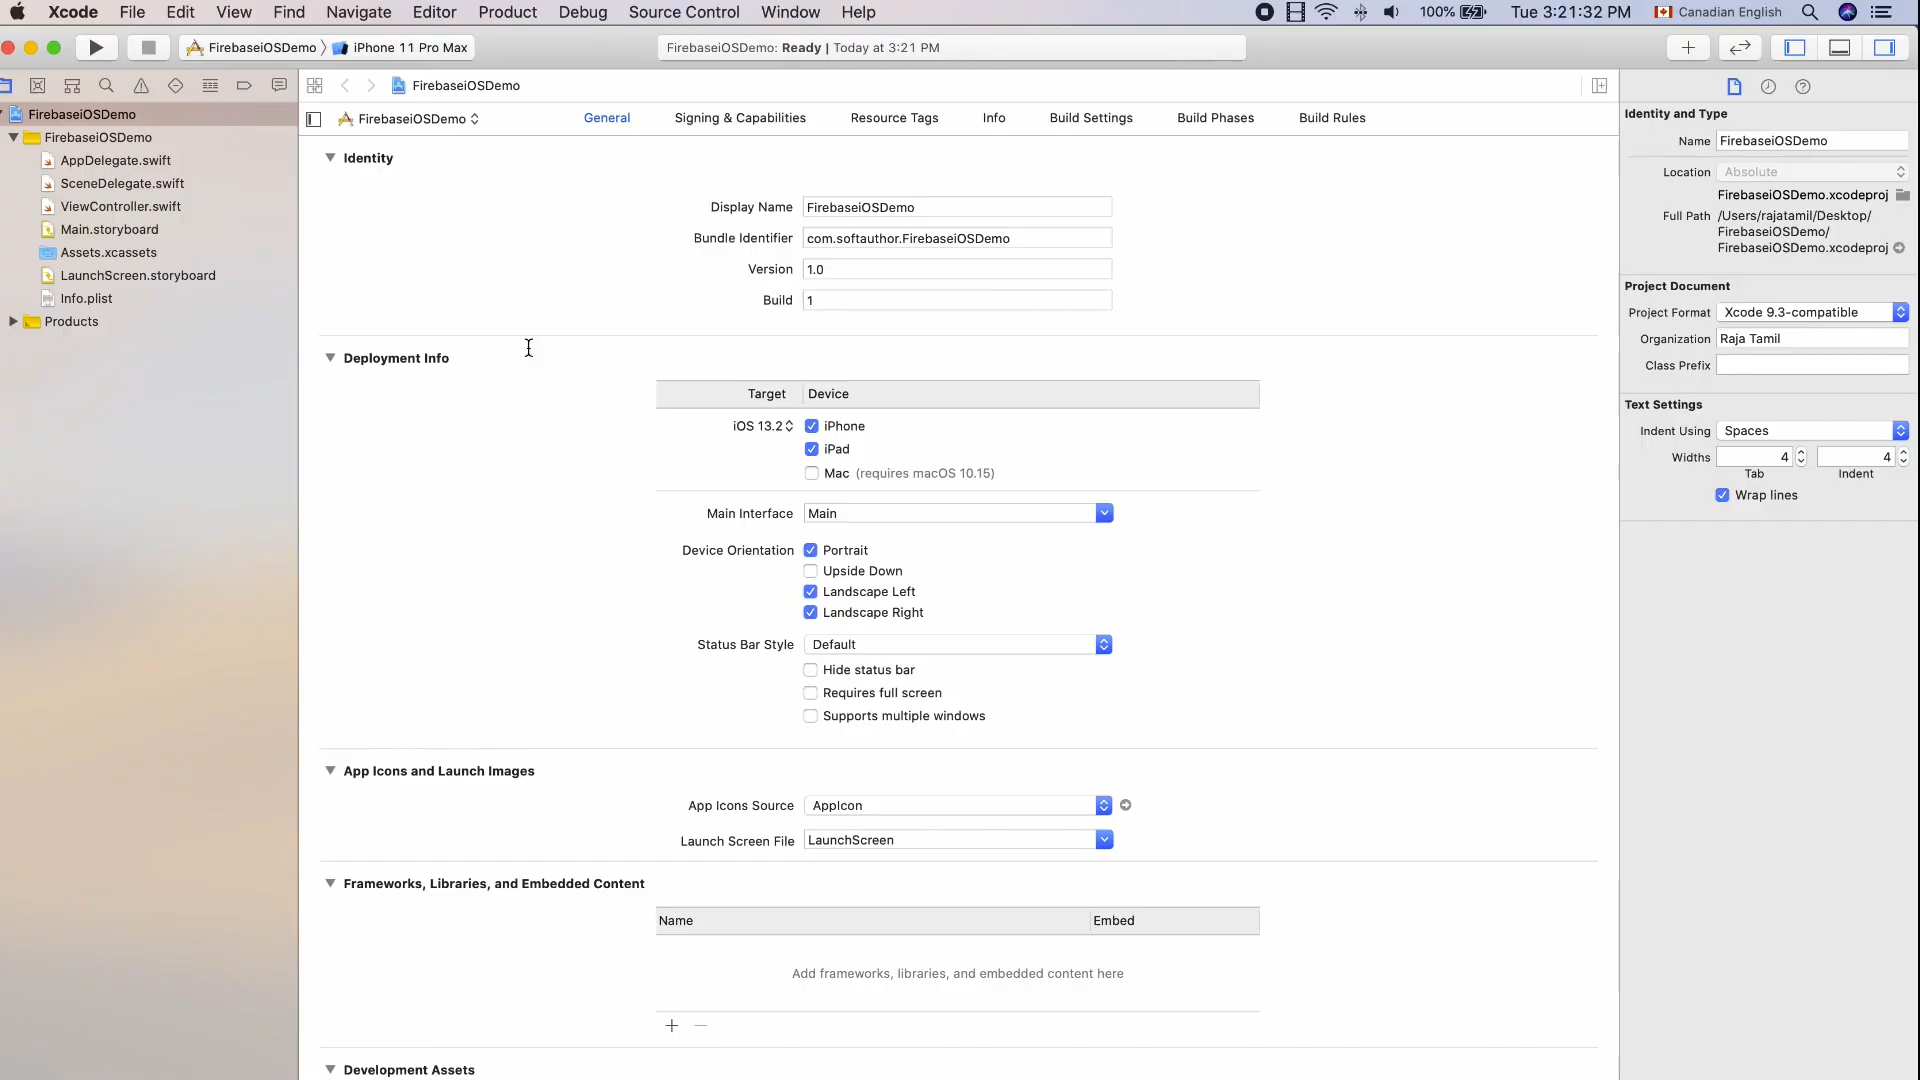 Xcode File Edit View Find Navigate Editor Product Debug Source Control Window Help 100% Tue 3:21:32 PM Canadian English
FirebaseiOSDemo iPhone 11 Pro Max FirebaseiOSDemo: Ready | Today at 3:21 PM
FirebaseiOSDemo
FirebaseiOSDemo
AppDelegate.swift
SceneDelegate.swift
ViewController.swift
Main.storyboard
Assets.xcassets
LaunchScreen.storyboard
Info.plist
Products
FirebaseiOSDemo
FirebaseiOSDemo General Signing & Capabilities Resource Tags Info Build Settings Build Phases Build Rules
Identity
Display Name FirebaseiOSDemo
Bundle Identifier com.softauthor.FirebaseiOSDemo
Version 1.0
Build 1
Deployment Info
Target Device
iOS 13.2 iPhone
iPad
Mac (requires macOS 10.15)
Main Interface Main
Device Orientation Portrait
Upside Down
Landscape Left
Landscape Right
Status Bar Style Default
Hide status bar
Requires full screen
Supports multiple windows
App Icons and Launch Images
App Icons Source AppIcon
Launch Screen File LaunchScreen
Frameworks, Libraries, and Embedded Content
Name Embed
Add frameworks, libraries, and embedded content here
Development Assets
Identity and Type
Name FirebaseiOSDemo
Location Absolute
FirebaseiOSDemo.xcodeproj
Full Path /Users/rajatamil/Desktop/
FirebaseiOSDemo/
FirebaseiOSDemo.xcodeproj
Project Document
Project Format Xcode 9.3-compatible
Organization Raja Tamil
Class Prefix
Text Settings
Indent Using Spaces
Widths 4 4
Tab Indent
Wrap lines